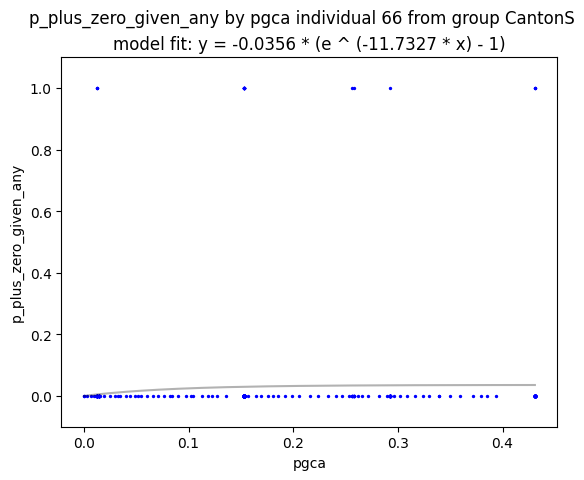 p_plus_zero_given_any by pgca individual 66 from group CantonS
model fit: y = -0.0356 * (e ^ (-11.7327 * x) - 1)
1.0
0.8
0.6
0.4
0.2
0.0
p_plus_zero_given_any
0.0 0.1 0.2 0.3 0.4
pgca